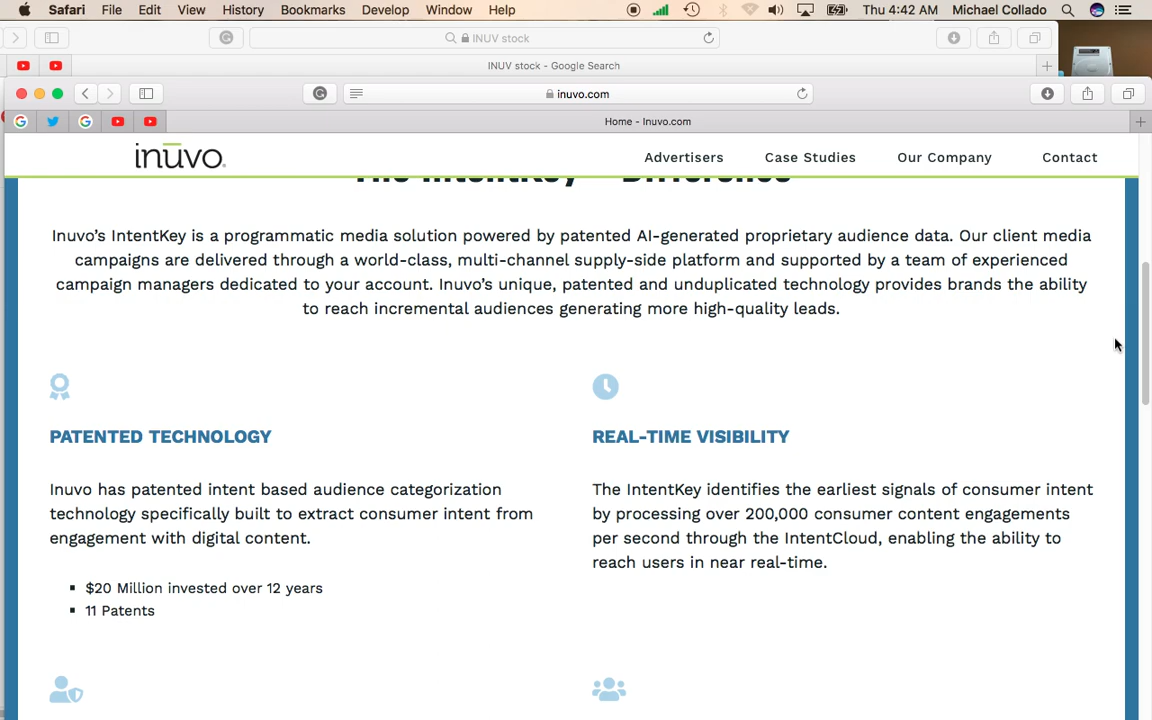 Safari File Edit View History Bookmarks Develop Window Help Thu 4:42 AM Michael Collado
INUV stock
INUV stock - Google Search
inuvo.com
Home - Inuvo.com
inūvo. Advertisers Case Studies Our Company Contact
The IntentKey Difference
Inuvo's IntentKey is a programmatic media solution powered by patented AI-generated proprietary audience data. Our client media
campaigns are delivered through a world-class, multi-channel supply-side platform and supported by a team of experienced
campaign managers dedicated to your account. Inuvo's unique, patented and unduplicated technology provides brands the ability
to reach incremental audiences generating more high-quality leads.
PATENTED TECHNOLOGY
Inuvo has patented intent based audience categorization
technology specifically built to extract consumer intent from
engagement with digital content.
▪ $20 Million invested over 12 years
▪ 11 Patents
REAL-TIME VISIBILITY
The IntentKey identifies the earliest signals of consumer intent
by processing over 200,000 consumer content engagements
per second through the IntentCloud, enabling the ability to
reach users in near real-time.